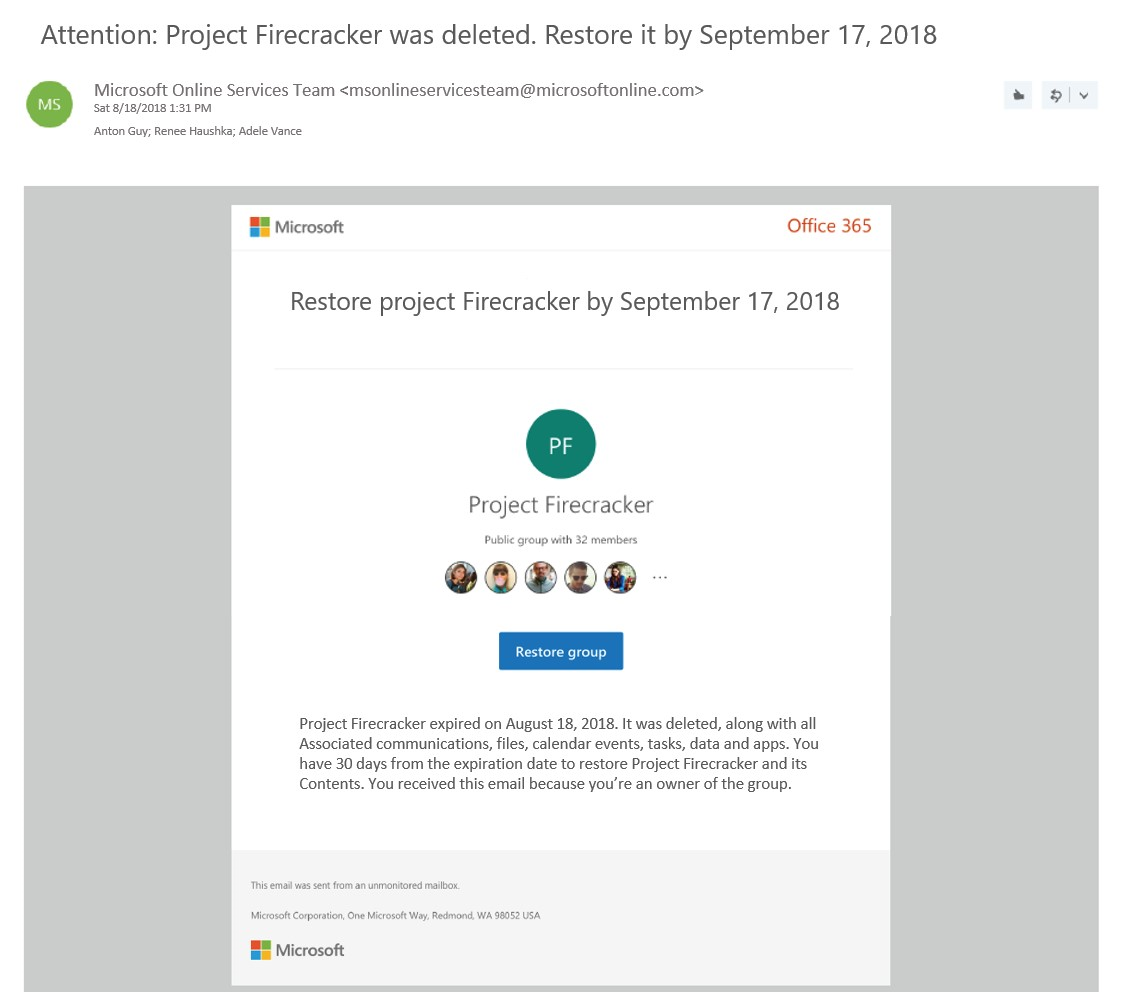 Attention: Project Firecracker was deleted. Restore it by September 17, 2018
MS
Microsoft Online Services Team <msonlineservicesteam@microsoftonline.com>
Sat 8/18/2018 1:31 PM
Anton Guy; Renee Haushka; Adele Vance
Microsoft
Office 365
Restore project Firecracker by September 17, 2018
PF
Project Firecracker
Public group with 32 members
...
Restore group
Project Firecracker expired on August 18, 2018. It was deleted, along with all
Associated communications, files, calendar events, tasks, data and apps. You
have 30 days from the expiration date to restore Project Firecracker and its
Contents. You received this email because you’re an owner of the group.
This email was sent from an unmonitored mailbox.
Microsoft Corporation, One Microsoft Way, Redmond, WA 98052 USA
Microsoft